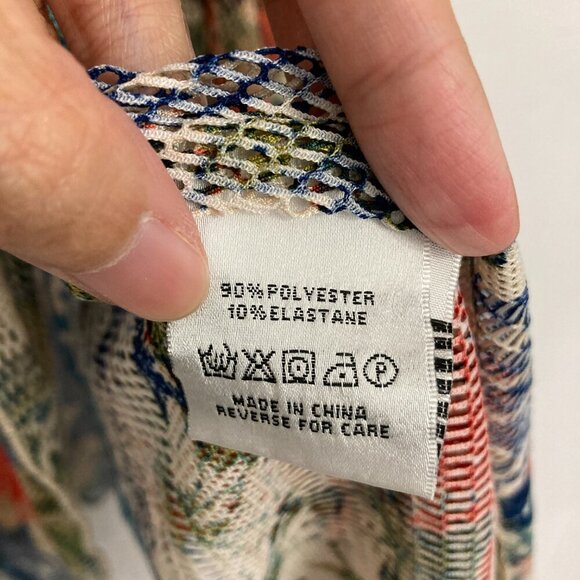 90% POLYESTER
10% ELASTANE
P
MADE IN CHINA
REVERSE FOR CARE